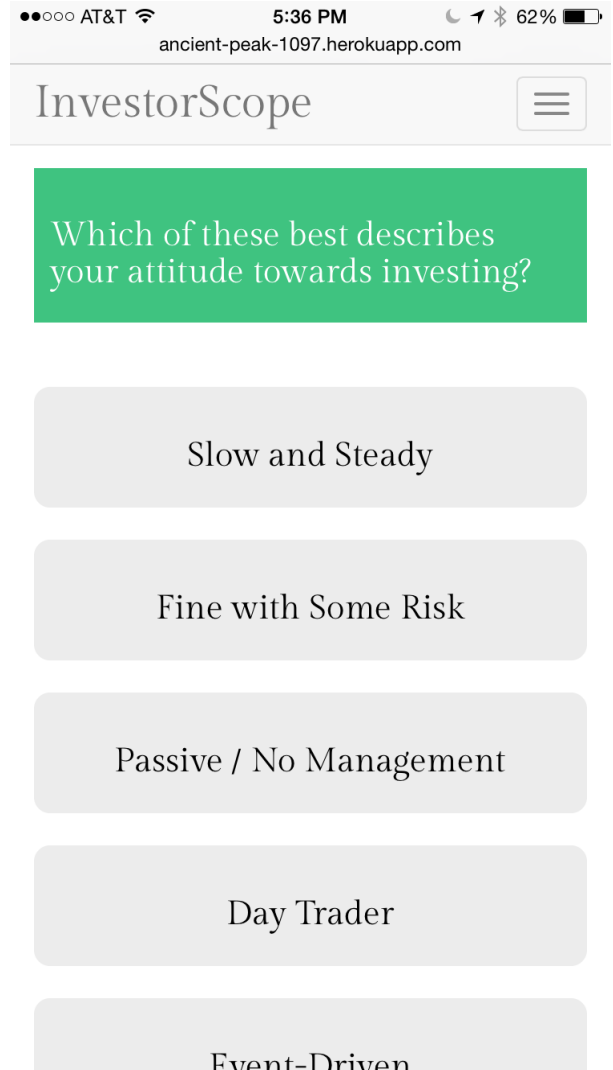 AT&T 5:36 PM 62%
ancient-peak-1097.herokuapp.com
InvestorScope
Which of these best describes
your attitude towards investing?
Slow and Steady
Fine with Some Risk
Passive / No Management
Day Trader
Event-Driven